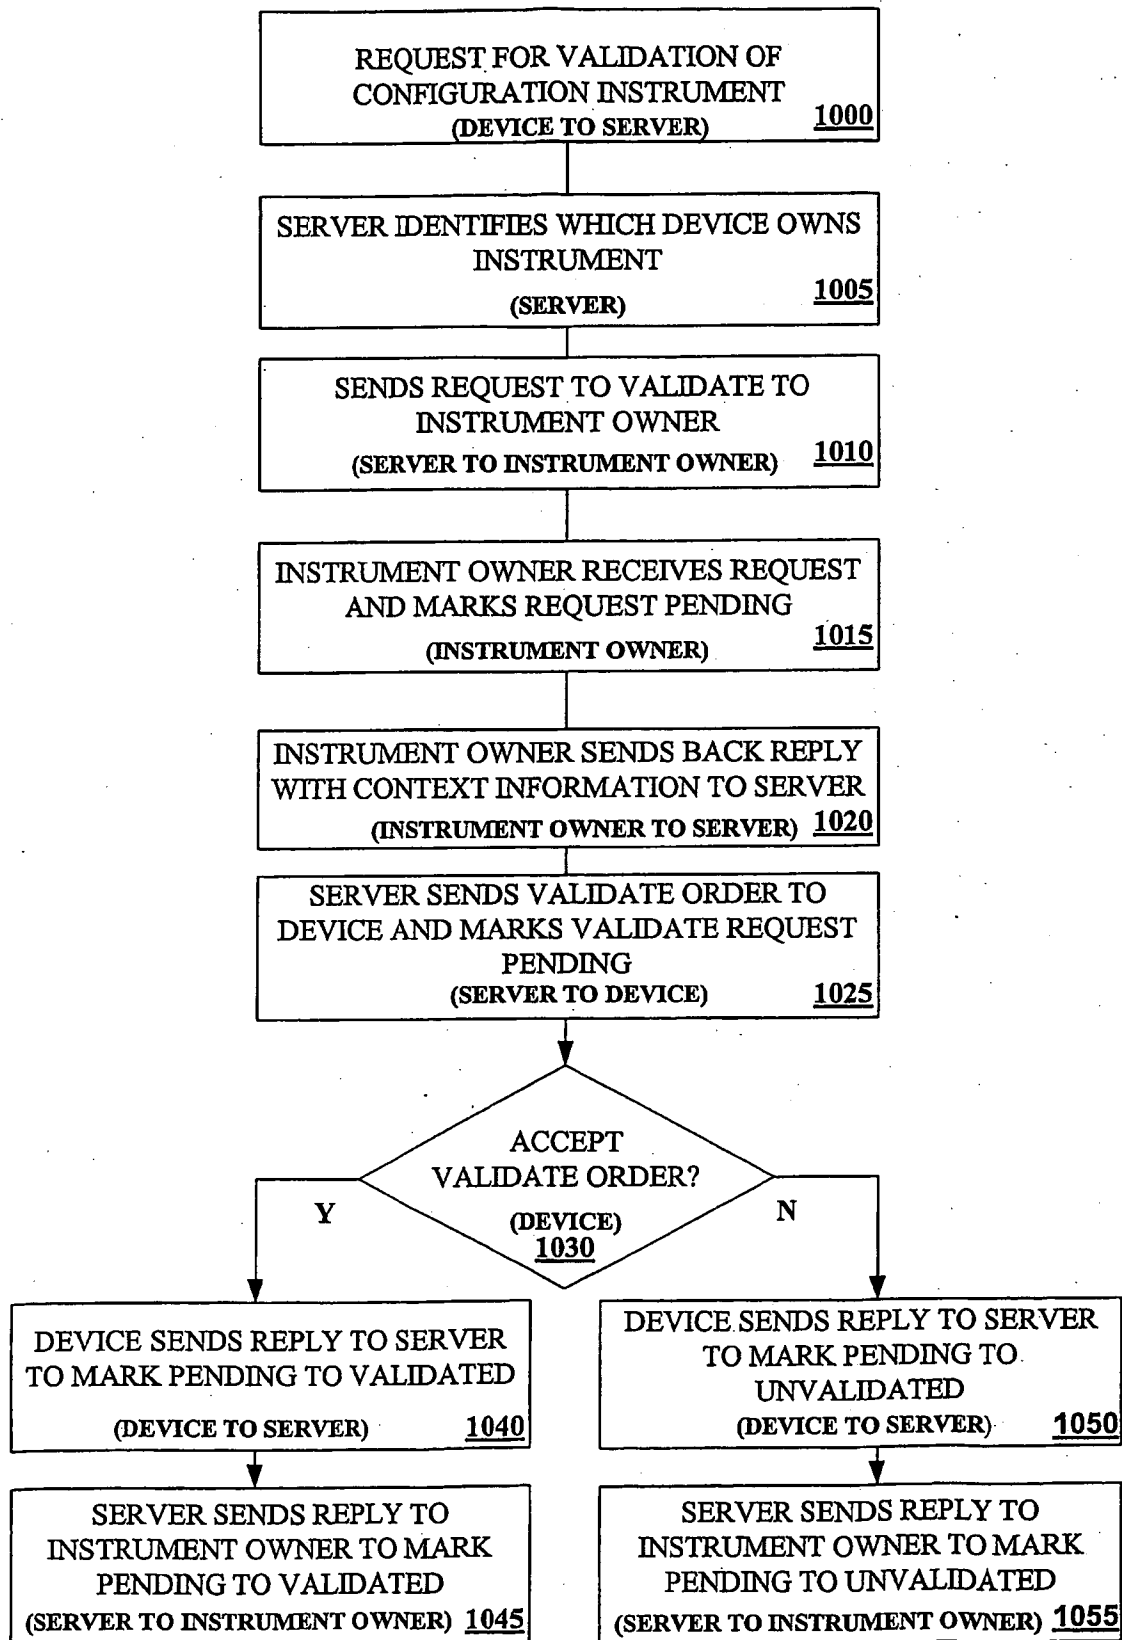 REQUEST FOR VALIDATION OF
CONFIGURATION INSTRUMENT
(DEVICE TO SERVER)
1000
SERVER IDENTIFIES WHICH DEVICE OWNS
INSTRUMENT
(SERVER)
1005
SENDS REQUEST TO VALIDATE TO
INSTRUMENT OWNER
(SERVER TO INSTRUMENT OWNER)
1010
INSTRUMENT OWNER RECEIVES REQUEST
AND MARKS REQUEST PENDING
(INSTRUMENT OWNER)
1015
INSTRUMENT OWNER SENDS BACK REPLY
WITH CONTEXT INFORMATION TO SERVER
(INSTRUMENT OWNER TO SERVER) 1020
SERVER SENDS VALIDATE ORDER TO
DEVICE AND MARKS VALIDATE REQUEST
PENDING
(SERVER TO DEVICE) 1025
ACCEPT
VALIDATE ORDER?
(DEVICE)
1030
Y
N
DEVICE SENDS REPLY TO SERVER
TO MARK PENDING TO VALIDATED
(DEVICE TO SERVER) 1040
DEVICE SENDS REPLY TO SERVER
TO MARK PENDING TO
UNVALIDATED
(DEVICE TO SERVER) 1050
SERVER SENDS REPLY TO
INSTRUMENT OWNER TO MARK
PENDING TO VALIDATED
(SERVER TO INSTRUMENT OWNER) 1045
SERVER SENDS REPLY TO
INSTRUMENT OWNER TO MARK
PENDING TO UNVALIDATED
(SERVER TO INSTRUMENT OWNER) 1055